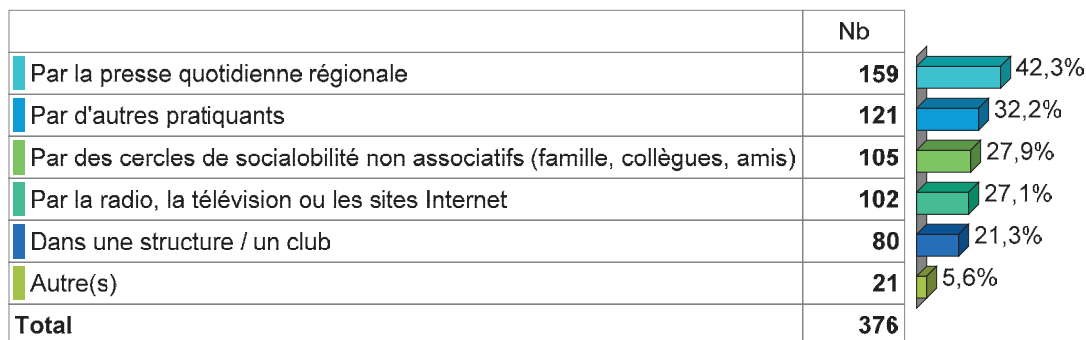 Nb
Par la presse quotidienne régionale 159 42,3%
Par d'autres pratiquants 121 32,2%
Par des cercles de socialobilité non associatifs (famille, collègues, amis) 105 27,9%
Par la radio, la télévision ou les sites Internet 102 27,1%
Dans une structure / un club 80 21,3%
Autre(s) 21 5,6%
Total 376